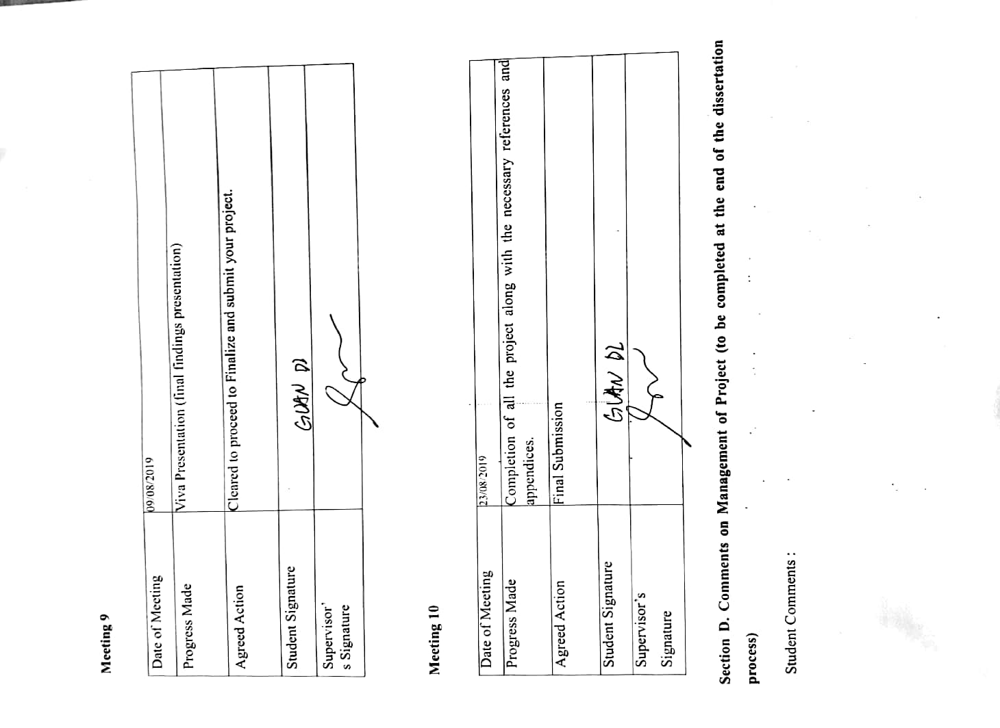 Meeting 9
Date of Meeting 09/08/2019
Progress Made Viva Presentation (final findings presentation)
Agreed Action Cleared to proceed to Finalize and submit your project.
Student Signature GUAN DI
Supervisor'
s Signature
Meeting 10
Date of Meeting 23/08/2019
Progress Made Completion of all the project along with the necessary references and
appendices.
Agreed Action Final Submission
Student Signature GUAN DI
Supervisor's
Signature
Section D. Comments on Management of Project (to be completed at the end of the dissertation
process)
Student Comments :